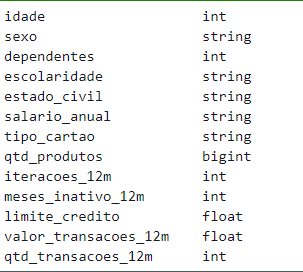 idade int
sexo string
dependentes int
escolaridade string
estado_civil string
salario_anual string
tipo_cartao string
qtd_produtos bigint
iteracoes_12m int
meses_inativo_12m int
limite_credito float
valor_transacoes_12m float
qtd_transacoes_12m int